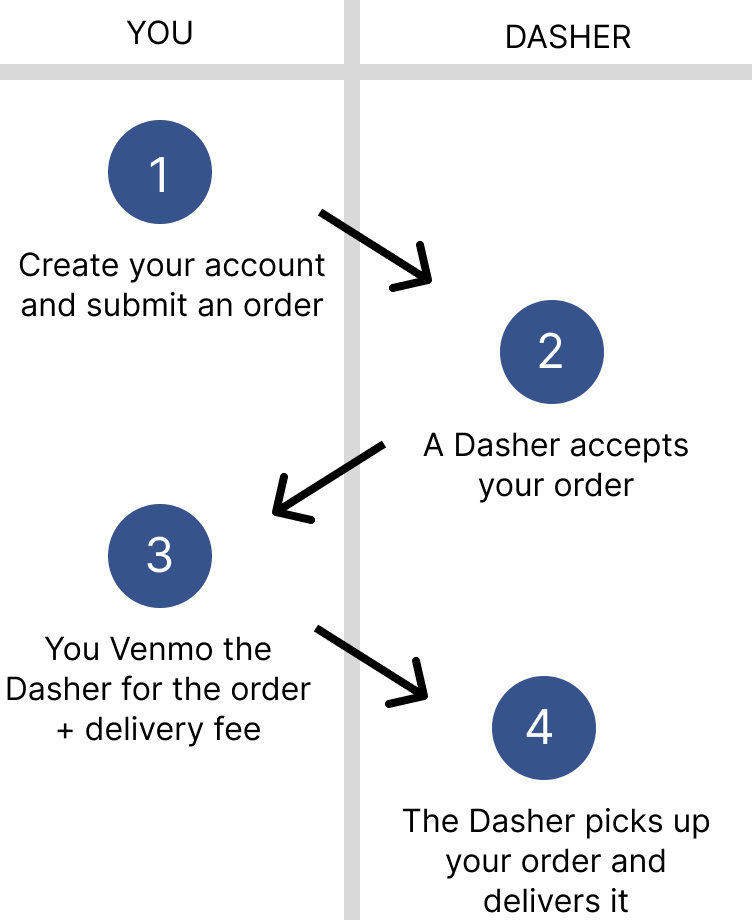 YOU
DASHER
1
Create your account
and submit an order
2
A Dasher accepts
your order
3
You Venmo the
Dasher for the order
+ delivery fee
4
The Dasher picks up
your order and
delivers it